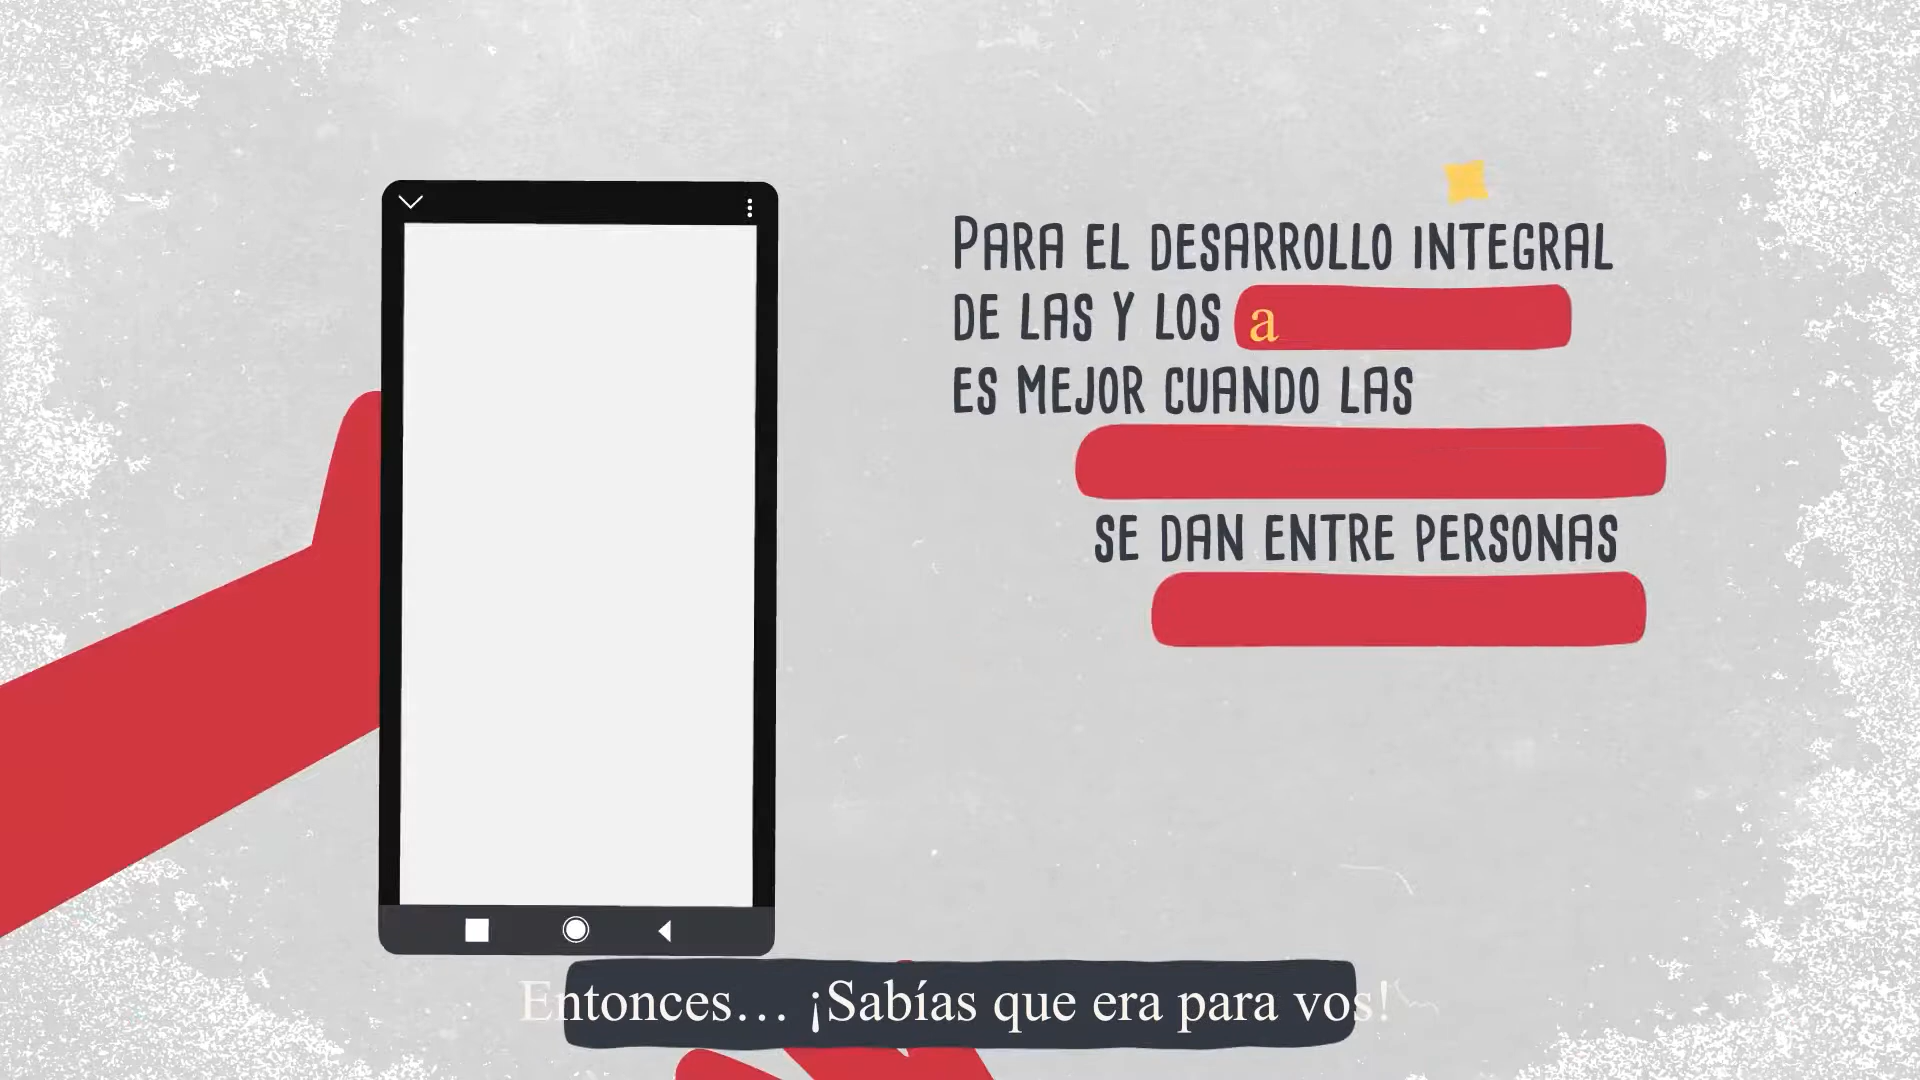 Para el desarrollo integral
de las y los a
es mejor cuando las
se dan entre personas
Entonces… ¡Sabías que era para vos!